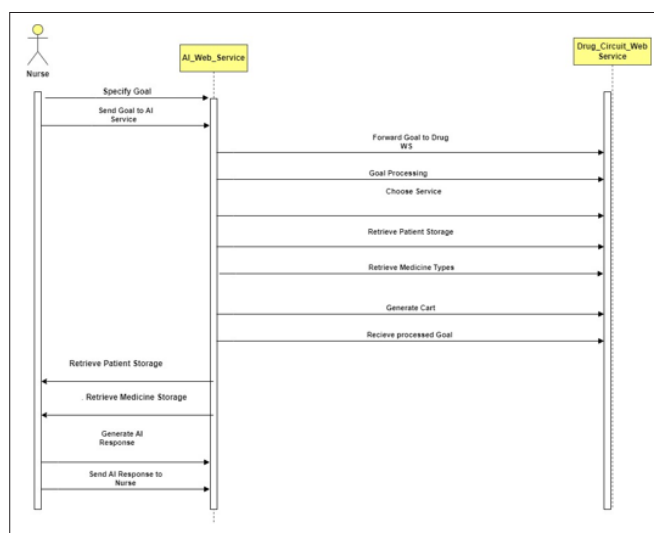 Nurse
AI_Web_Service
Drug_Circuit_Web
Service
Specify Goal
Send Goal to AI
Service
Forward Goal to Drug
WS
Goal Processing
Choose Service
Retrieve Patient Storage
Retrieve Medicine Types
Generate Cart
Recieve processed Goal
Retrieve Patient Storage
. Retrieve Medicine Storage
Generate AI
Response
Send AI Response to
Nurse